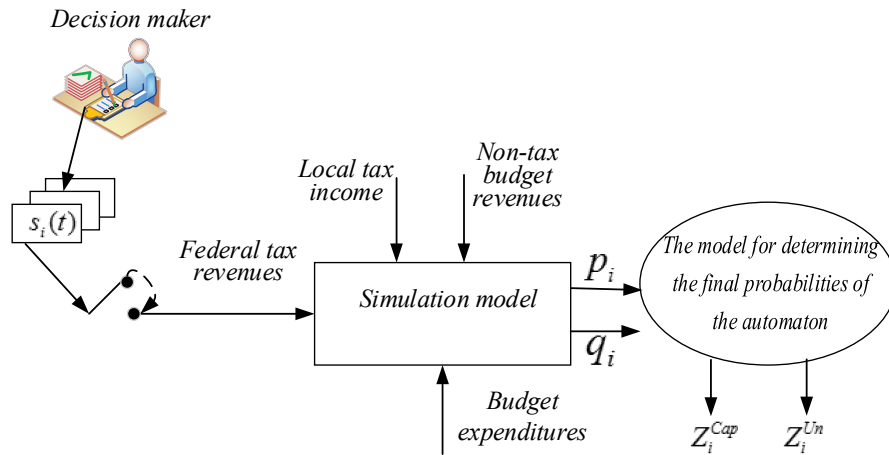 Decision maker
s_i(t)
Federal tax
revenues
Local tax
income
Non-tax
budget
revenues
Simulation model
Budget
expenditures
p_i
q_i
The model for determining
the final probabilities of
the automaton
Z_i^{Cap}
Z_i^{Un}